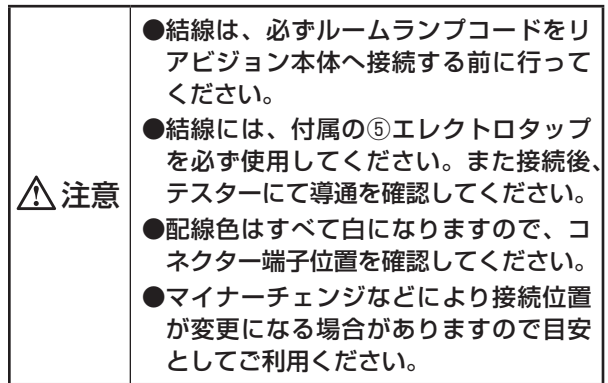 ⚠注意
●結線は、必ずルームランプコードをリ
アビジョン本体へ接続する前に行って
ください。
●結線には、付属の⑤エレクトロタップ
を必ず使用してください。また接続後、
テスターにて導通を確認してください。
●配線色はすべて白になりますので、コ
ネクター端子位置を確認してください。
●マイナーチェンジなどにより接続位置
が変更になる場合がありますので目安
としてご利用ください。